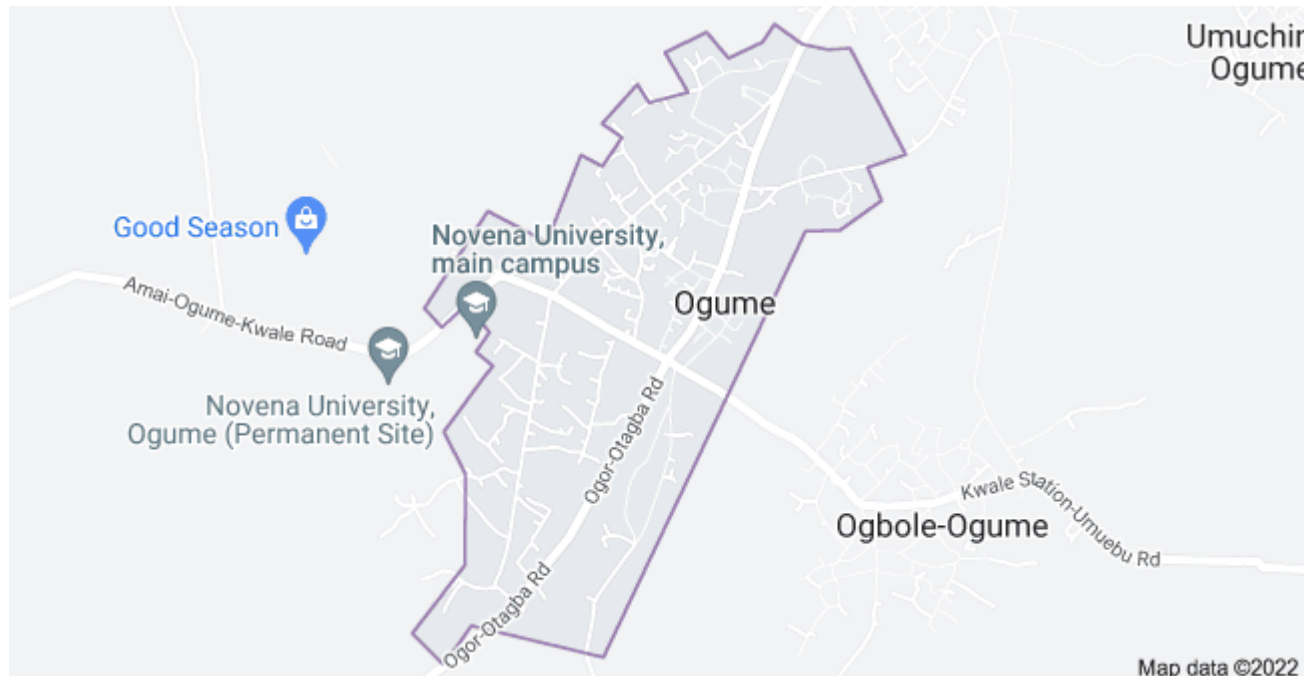 Umuchin
Ogume
Good Season
Novena University,
main campus
Amai-Ogume-Kwale Road
Ogume
Novena University,
Ogume (Permanent Site)
Ogor-Otagba Rd
Kwale Station-Umuebu Rd
Ogbole-Ogume
Ogor-Otagba Rd
Map data ©2022